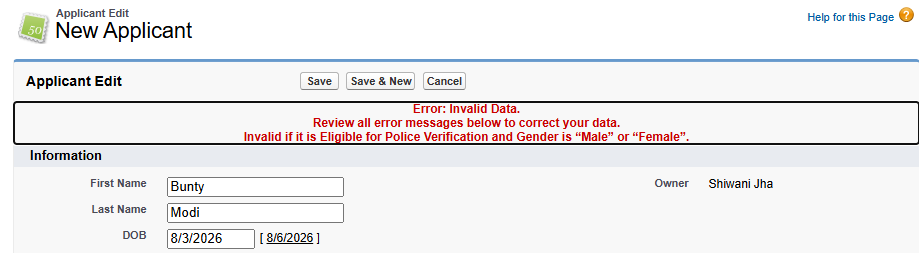 Applicant Edit
New Applicant
Help for this Page ?
50
Applicant Edit Save Save & New Cancel
Error: Invalid Data.
Review all error messages below to correct your data.
Invalid if it is Eligible for Police Verification and Gender is “Male” or “Female”.
Information
First Name Bunty Owner Shiwani Jha
Last Name Modi
DOB 8/3/2026 [ 8/6/2026 ]